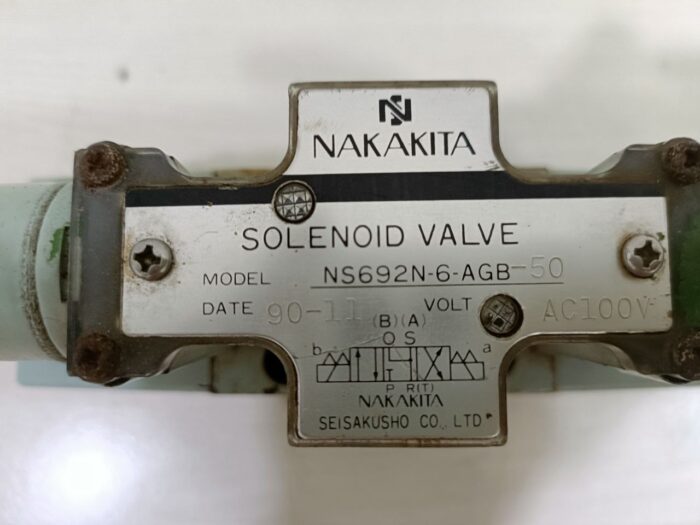 NAKAKITA
SOLENOID VALVE
MODEL NS692N-6-AGB-50
DATE 90-11 VOLT AC100V
(B)(A)
O S
b a
P R(T)
NAKAKITA
SEISAKUSHO CO., LTD